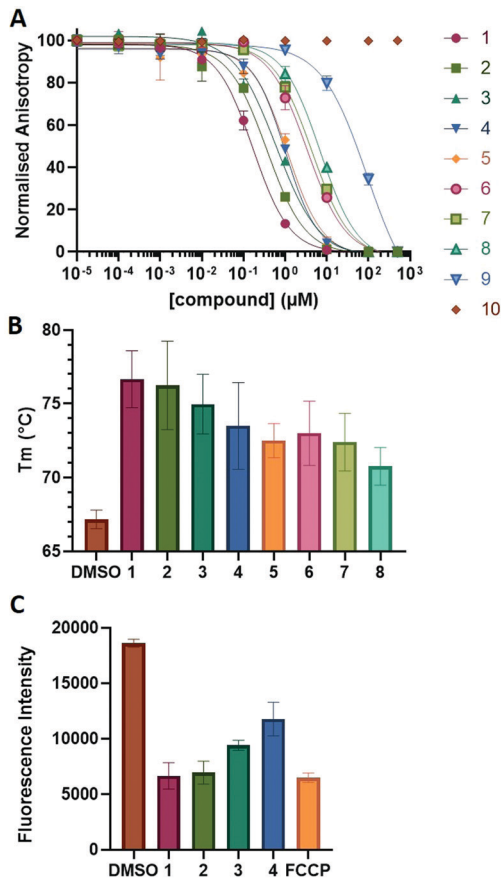 A
Normalised Anisotropy
100
80
60
40
20
0
10-5 10-4 10-3 10-2 10-1 100 101 102 103
[compound] (µM)
1
2
3
4
5
6
7
8
9
10
B
Tm (°C)
80
75
70
65
DMSO 1 2 3 4 5 6 7 8
C
Fluorescence Intensity
20000
15000
10000
5000
0
DMSO 1 2 3 4 FCCP